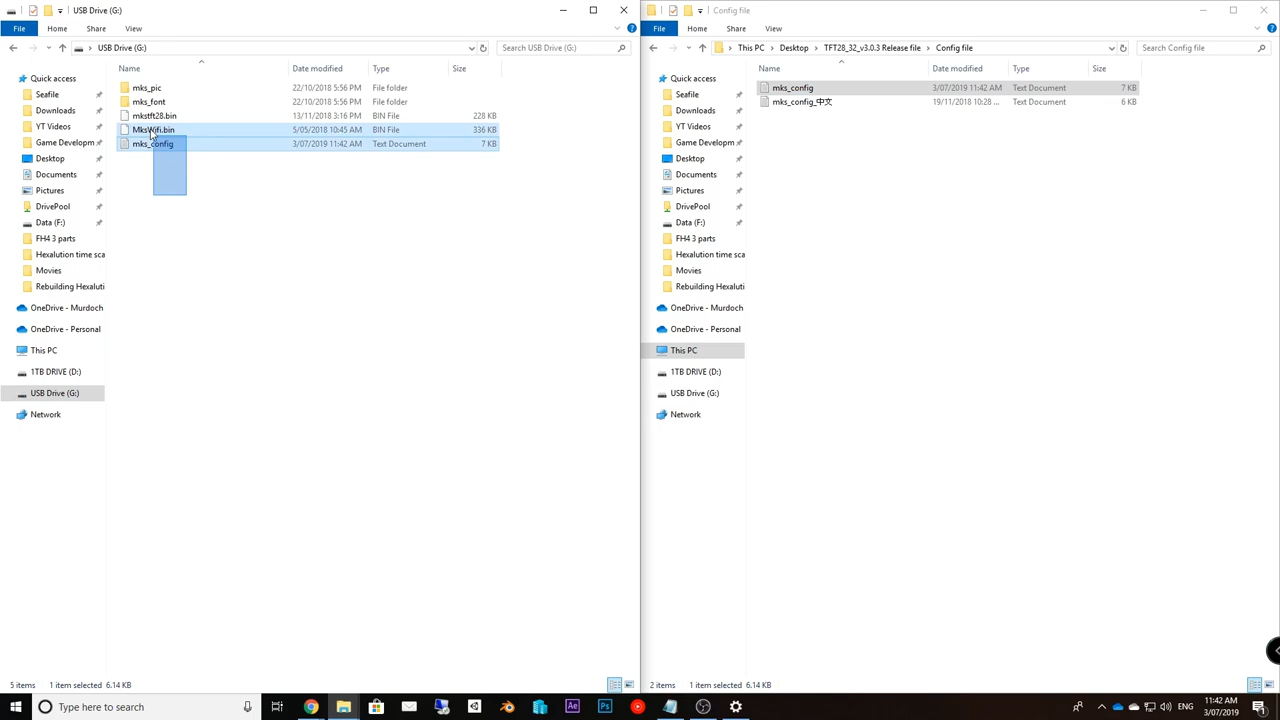 USB Drive (G:)
File
Home
Share
View
USB Drive (G:)
Search USB Drive (G:)
Name
Date modified
Type
Size
Quick access
Seafile
Downloads
YT Videos
Game Developm
Desktop
Documents
Pictures
DrivePool
Data (F:)
FH4 3 parts
Hexalution time sca
Movies
Rebuilding Hexaluti
OneDrive - Murdoch
OneDrive - Personal
This PC
1TB DRIVE (D:)
USB Drive (G:)
Network
mks_pic 22/10/2018 5:56 PM File folder
mks_font 22/10/2018 5:56 PM File folder
mkstft28.bin 13/11/2018 3:16 PM BIN File 228 KB
MksWifi.bin 5/05/2018 10:45 AM BIN File 336 KB
mks_config 3/07/2019 11:42 AM Text Document 7 KB
5 items 1 item selected 6.14 KB
Config file
File
Home
Share
View
This PC
Desktop
TFT28_32_v3.0.3 Release file
Config file
Search Config file
Name
Date modified
Type
Size
Quick access
Seafile
Downloads
YT Videos
Game Developm
Desktop
Documents
Pictures
DrivePool
Data (F:)
FH4 3 parts
Hexalution time sca
Movies
Rebuilding Hexaluti
OneDrive - Murdoch
OneDrive - Personal
This PC
1TB DRIVE (D:)
USB Drive (G:)
Network
mks_config 3/07/2019 11:42 AM Text Document 7 KB
mks_config_中文 19/11/2018 10:28 ... Text Document 6 KB
2 items 1 item selected 6.14 KB
Type here to search
Ae
Ps
ENG
11:42 AM
3/07/2019